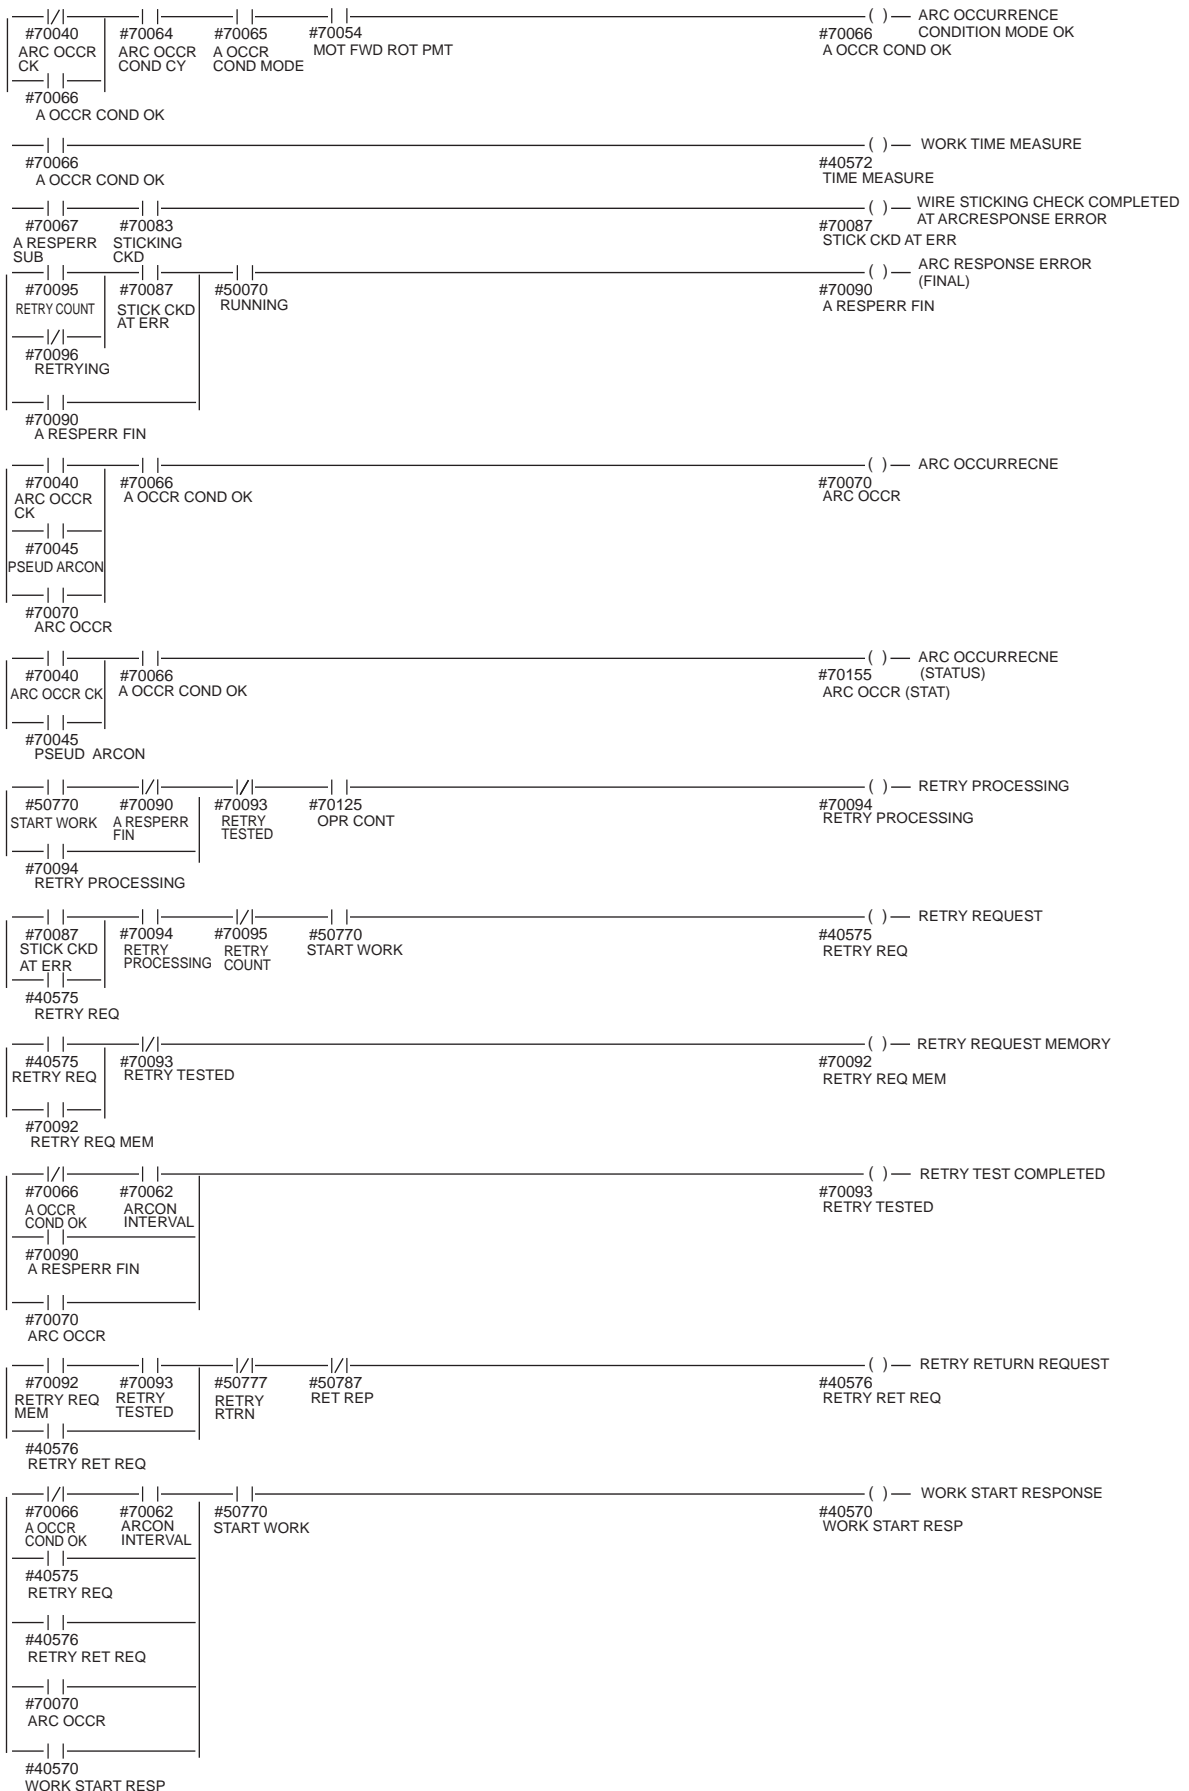 #70040 #70064 #70065 #70054 #70066 ARC OCCURRENCE
ARC OCCR ARC OCCR A OCCR MOT FWD ROT PMT A OCCR COND OK CONDITION MODE OK
CK COND CY COND MODE
#70066
A OCCR COND OK
WORK TIME MEASURE
#70066 #40572
A OCCR COND OK TIME MEASURE
WIRE STICKING CHECK COMPLETED
AT ARCRESPONSE ERROR
#70067 #70083 #70087
A RESPERR STICKING STICK CKD AT ERR
SUB CKD
ARC RESPONSE ERROR
(FINAL)
#70095 #70087 #50070 #70090
RETRY COUNT STICK CKD RUNNING A RESPERR FIN
AT ERR
#70096
RETRYING
#70090
A RESPERR FIN
ARC OCCURRECNE
#70040 #70066 #70070
ARC OCCR A OCCR COND OK ARC OCCR
CK
#70045
PSEUD ARCON
#70070
ARC OCCR
ARC OCCURRECNE
(STATUS)
#70040 #70066 #70155
ARC OCCR CK A OCCR COND OK ARC OCCR (STAT)
#70045
PSEUD ARCON
RETRY PROCESSING
#50770 #70090 #70093 #70125 #70094
START WORK A RESPERR RETRY OPR CONT RETRY PROCESSING
FIN TESTED
#70094
RETRY PROCESSING
RETRY REQUEST
#70087 #70094 #70095 #50770 #40575
STICK CKD RETRY RETRY START WORK RETRY REQ
AT ERR PROCESSING COUNT
#40575
RETRY REQ
RETRY REQUEST MEMORY
#40575 #70093 #70092
RETRY REQ RETRY TESTED RETRY REQ MEM
#70092
RETRY REQ MEM
RETRY TEST COMPLETED
#70066 #70062 #70093
A OCCR ARCON RETRY TESTED
COND OK INTERVAL
#70090
A RESPERR FIN
#70070
ARC OCCR
RETRY RETURN REQUEST
#70092 #70093 #50777 #50787 #40576
RETRY REQ RETRY RETRY RET REP RETRY RET REQ
MEM TESTED RTRN
#40576
RETRY RET REQ
WORK START RESPONSE
#70066 #70062 #50770 #40570
A OCCR ARCON START WORK WORK START RESP
COND OK INTERVAL
#40575
RETRY REQ
#40576
RETRY RET REQ
#70070
ARC OCCR
#40570
WORK START RESP